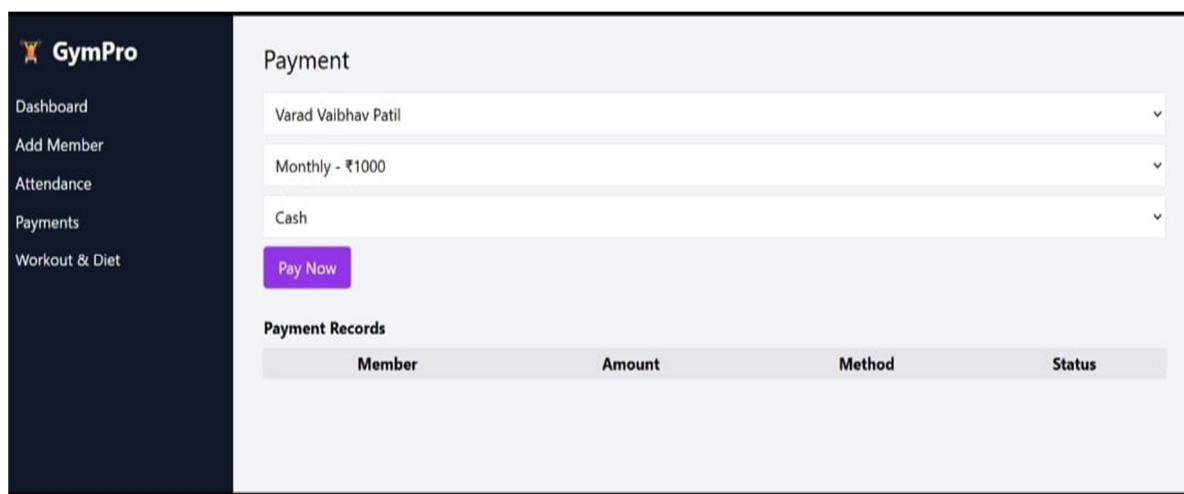 GymPro
Dashboard
Add Member
Attendance
Payments
Workout & Diet
Payment
Varad Vaibhav Patil
Monthly - ₹1000
Cash
Pay Now
Payment Records
Member Amount Method Status